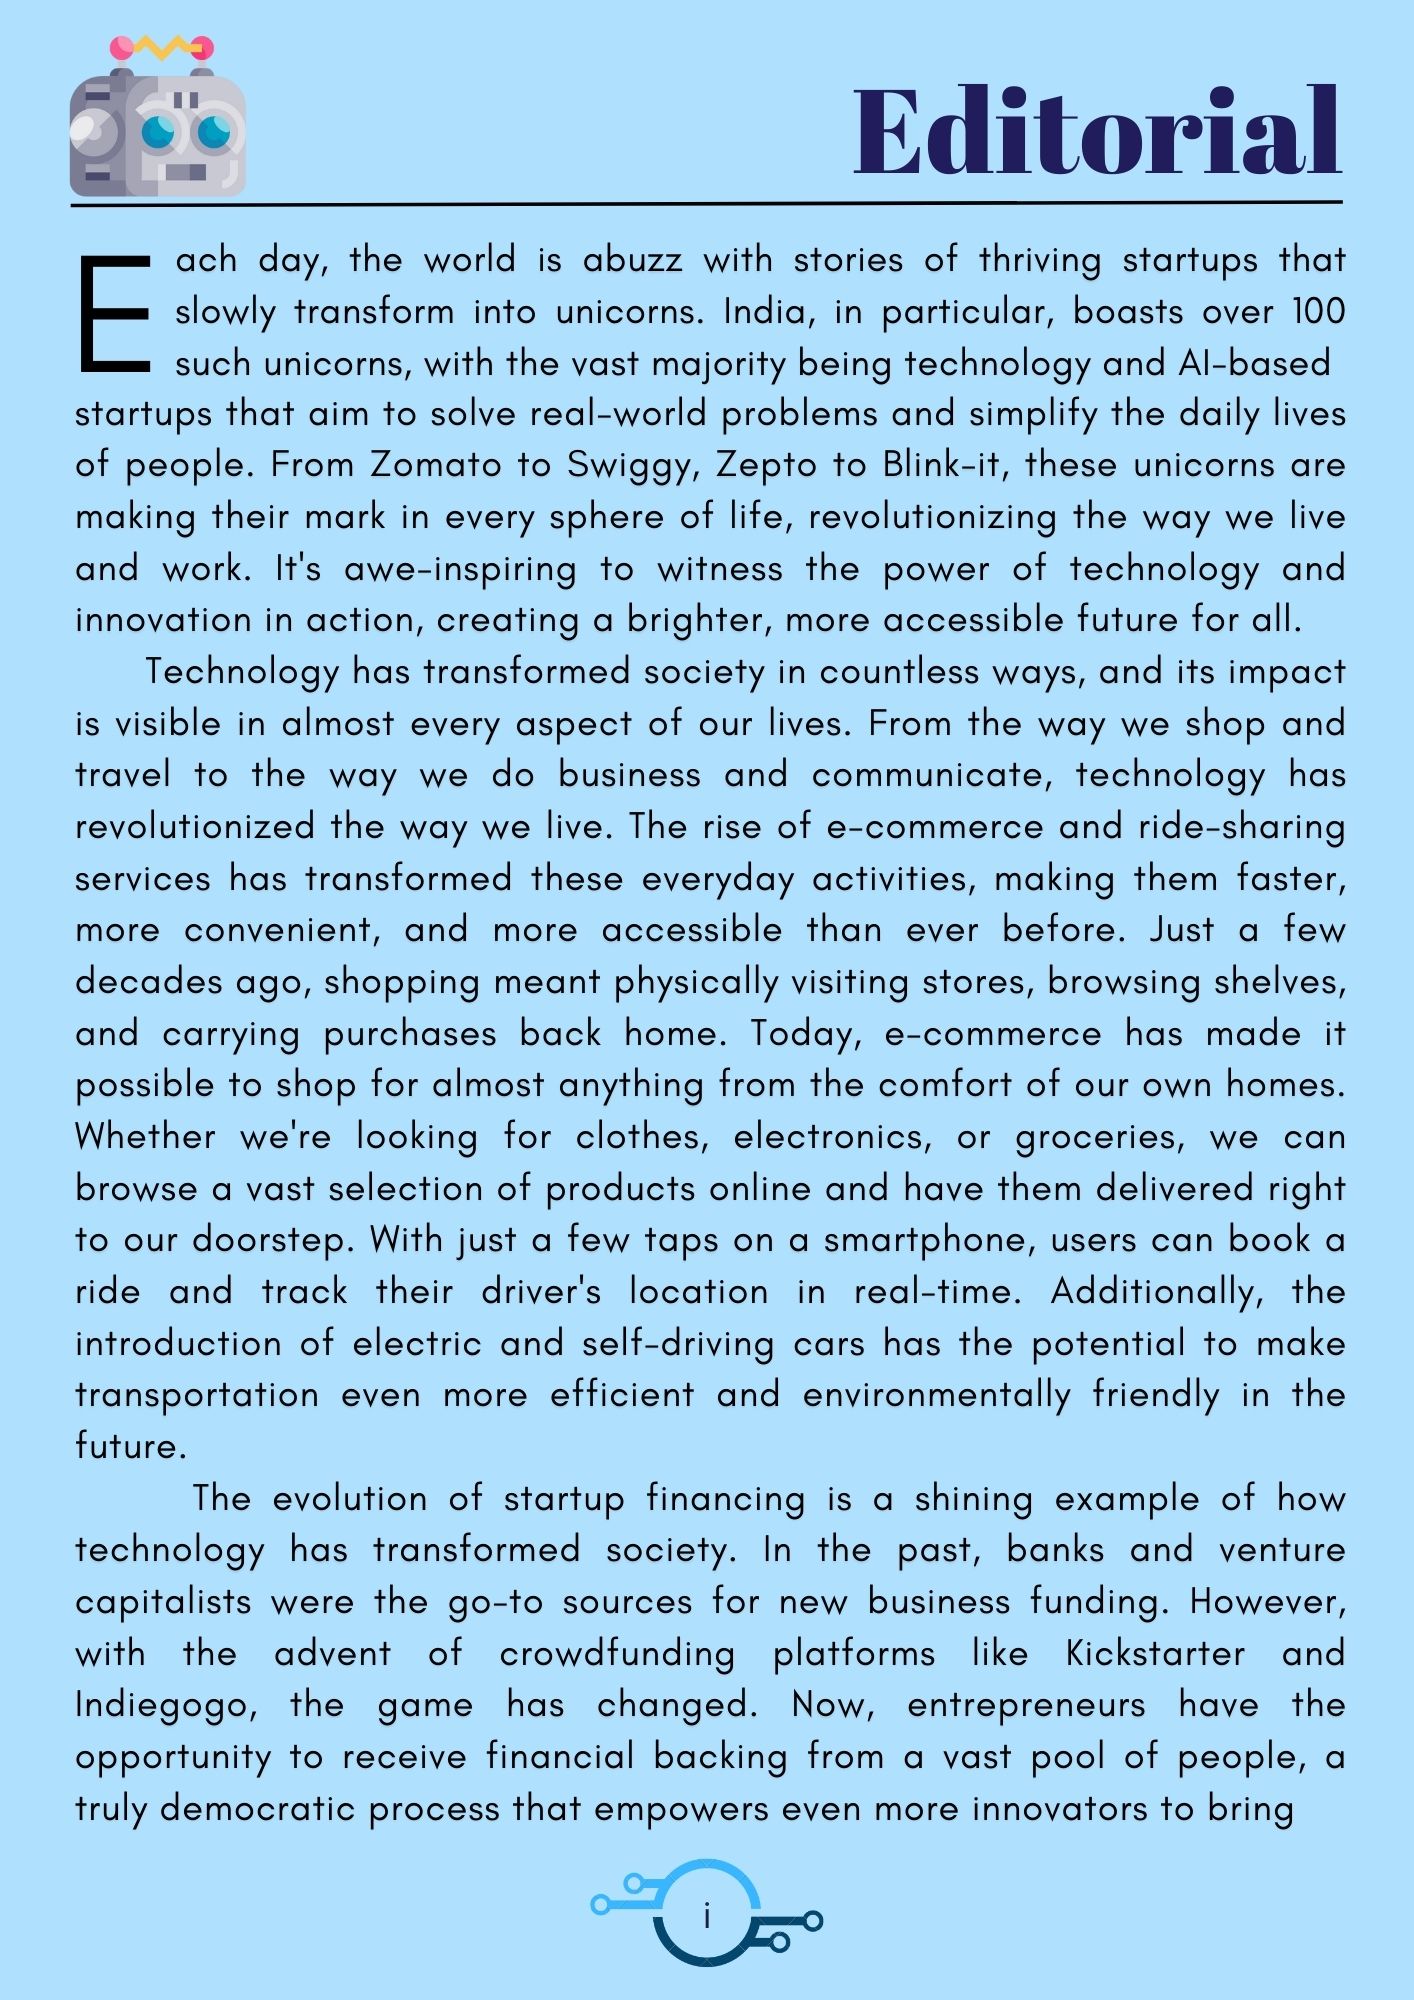 Editorial
Each day, the world is abuzz with stories of thriving startups that
slowly transform into unicorns. India, in particular, boasts over 100
such unicorns, with the vast majority being technology and AI-based
startups that aim to solve real-world problems and simplify the daily lives
of people. From Zomato to Swiggy, Zepto to Blink-it, these unicorns are
making their mark in every sphere of life, revolutionizing the way we live
and work. It's awe-inspiring to witness the power of technology and
innovation in action, creating a brighter, more accessible future for all.
Technology has transformed society in countless ways, and its impact
is visible in almost every aspect of our lives. From the way we shop and
travel to the way we do business and communicate, technology has
revolutionized the way we live. The rise of e-commerce and ride-sharing
services has transformed these everyday activities, making them faster,
more convenient, and more accessible than ever before. Just a few
decades ago, shopping meant physically visiting stores, browsing shelves,
and carrying purchases back home. Today, e-commerce has made it
possible to shop for almost anything from the comfort of our own homes.
Whether we're looking for clothes, electronics, or groceries, we can
browse a vast selection of products online and have them delivered right
to our doorstep. With just a few taps on a smartphone, users can book a
ride and track their driver's location in real-time. Additionally, the
introduction of electric and self-driving cars has the potential to make
transportation even more efficient and environmentally friendly in the
future.
The evolution of startup financing is a shining example of how
technology has transformed society. In the past, banks and venture
capitalists were the go-to sources for new business funding. However,
with the advent of crowdfunding platforms like Kickstarter and
Indiegogo, the game has changed. Now, entrepreneurs have the
opportunity to receive financial backing from a vast pool of people, a
truly democratic process that empowers even more innovators to bring
i